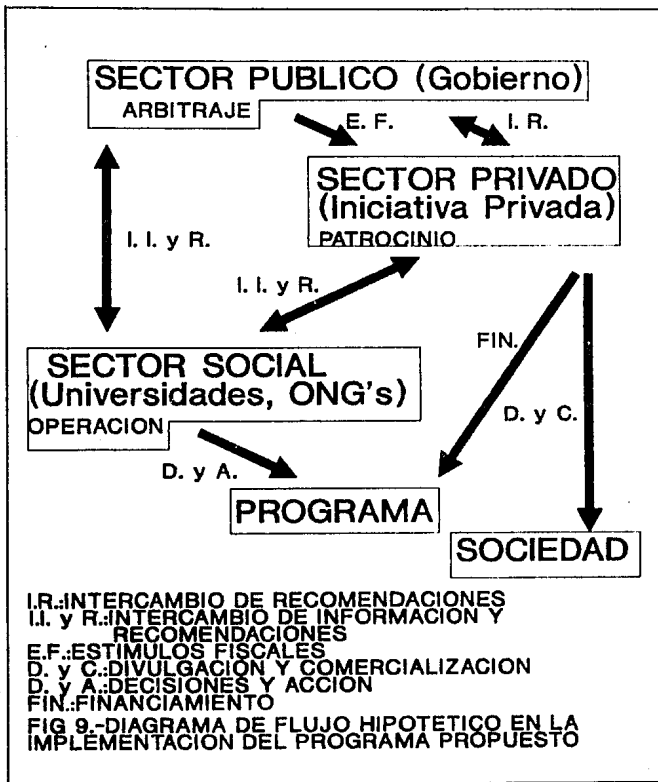 SECTOR PUBLICO (Gobierno)
ARBITRAJE
E. F.
I. R.
SECTOR PRIVADO
(Iniciativa Privada)
PATROCINIO
I. I. y R.
I. I. y R.
SECTOR SOCIAL
(Universidades, ONG's)
OPERACION
FIN.
D. y C.
D. y A.
PROGRAMA
SOCIEDAD
I.R.:INTERCAMBIO DE RECOMENDACIONES
I.I. y R.:INTERCAMBIO DE INFORMACION Y
RECOMENDACIONES
E.F.:ESTIMULOS FISCALES
D. y C.:DIVULGACION Y COMERCIALIZACION
D. y A.:DECISIONES Y ACCION
FIN.:FINANCIAMIENTO
FIG 9.-DIAGRAMA DE FLUJO HIPOTETICO EN LA
IMPLEMENTACION DEL PROGRAMA PROPUESTO